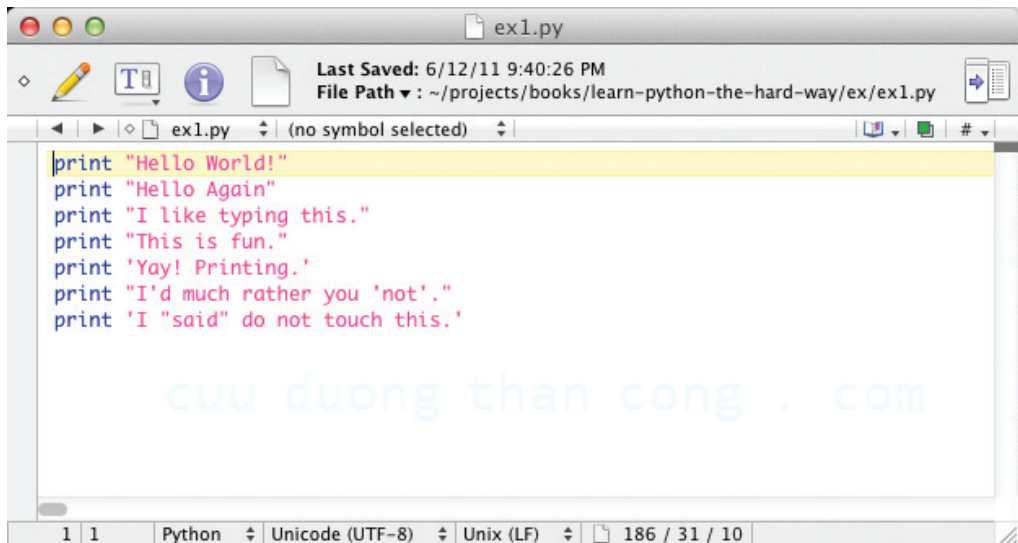 ex1.py
Last Saved: 6/12/11 9:40:26 PM
File Path ▾ : ~/projects/books/learn-python-the-hard-way/ex/ex1.py
ex1.py (no symbol selected) #
print "Hello World!"
print "Hello Again"
print "I like typing this."
print "This is fun."
print 'Yay! Printing.'
print "I'd much rather you 'not'."
print 'I "said" do not touch this.'
cuu duong than cong . com
1 1 Python Unicode (UTF-8) Unix (LF) 186 / 31 / 10